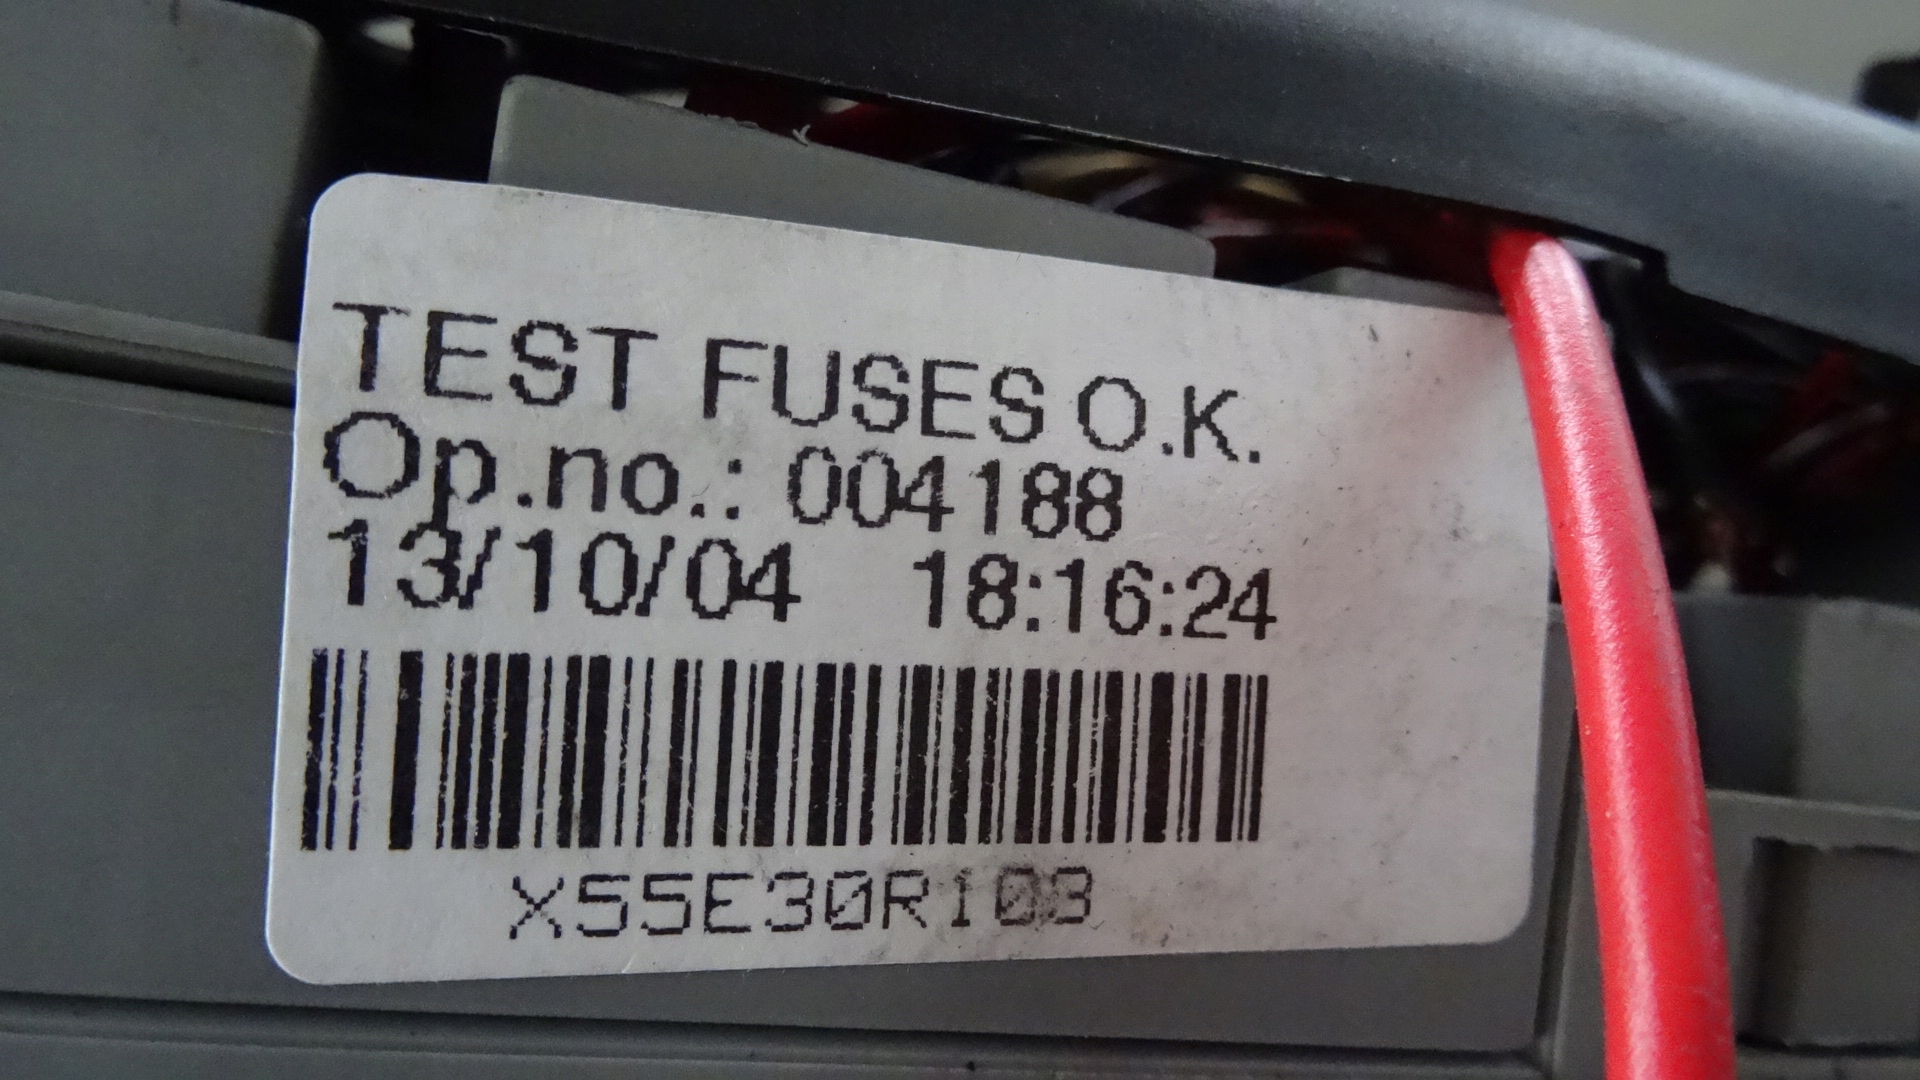 TEST FUSES O.K.
Op.no.: 004188
13/10/04 18:16:24
X55E30R103